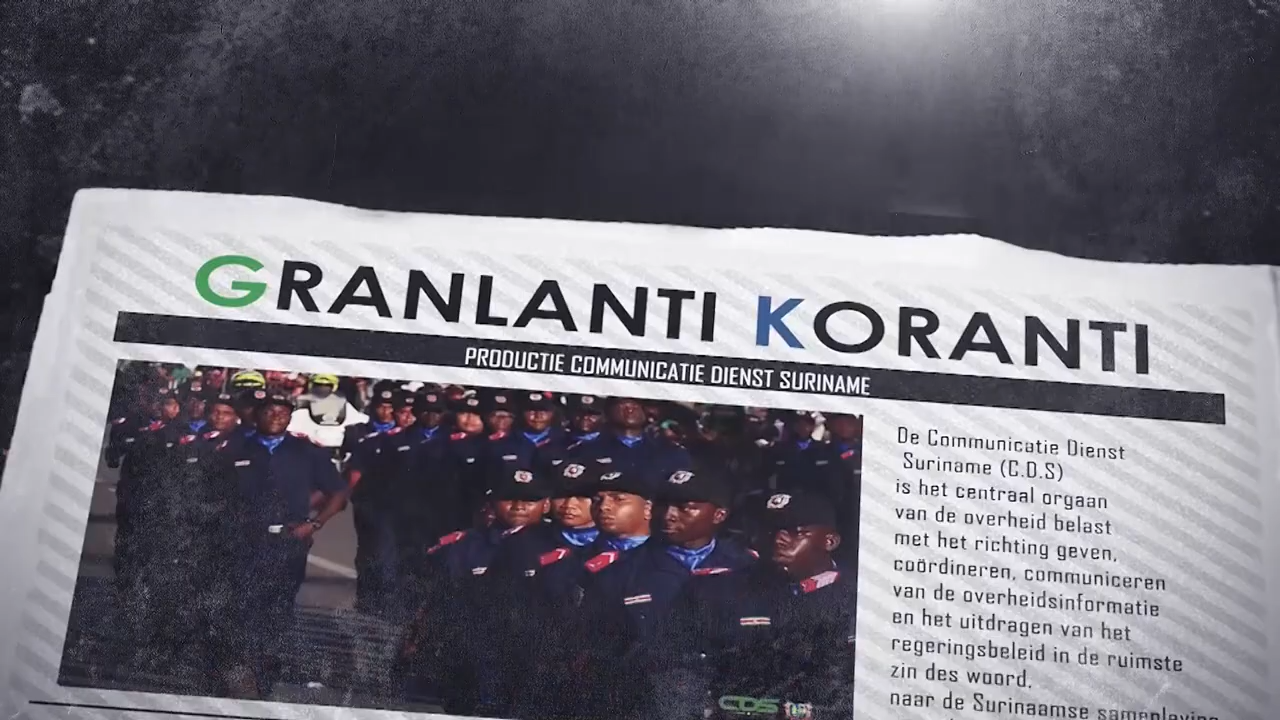 GRANLANTI KORANTI
PRODUCTIE COMMUNICATIE DIENST SURINAME
De Communicatie Dienst
Suriname (C.D.S)
is het centraal orgaan
van de overheid belast
met het richting geven,
coördineren, communiceren
van de overheidsinformatie
en het uitdragen van het
regeringsbeleid in de ruimste
zin des woord,
naar de Surinaamse samenleving
CDS